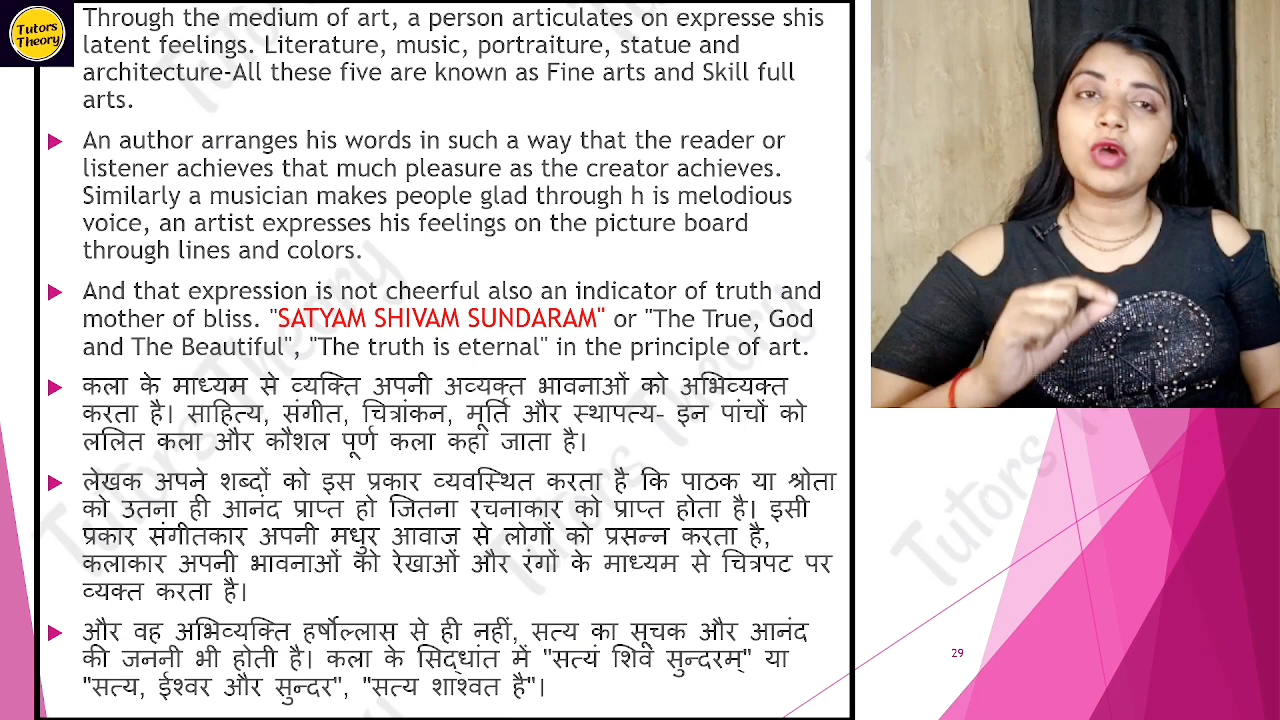 Tutors
Theory
Through the medium of art, a person articulates on expresse shis
latent feelings. Literature, music, portraiture, statue and
architecture-All these five are known as Fine arts and Skill full
arts.
An author arranges his words in such a way that the reader or
listener achieves that much pleasure as the creator achieves.
Similarly a musician makes people glad through h is melodious
voice, an artist expresses his feelings on the picture board
through lines and colors.
And that expression is not cheerful also an indicator of truth and
mother of bliss. "SATYAM SHIVAM SUNDARAM" or "The True, God
and The Beautiful", "The truth is eternal" in the principle of art.
कला के माध्यम से व्यक्ति अपनी अव्यक्त भावनाओं को अभिव्यक्त
करता है। साहित्य, संगीत, चित्रांकन, मूर्ति और स्थापत्य- इन पांचों को
ललित कला और कौशल पूर्ण कला कहा जाता है।
लेखक अपने शब्दों को इस प्रकार व्यवस्थित करता है कि पाठक या श्रोता
को उतना ही आनंद प्राप्त हो जितना रचनाकार को प्राप्त होता है। इसी
प्रकार संगीतकार अपनी मधुर आवाज से लोगों को प्रसन्न करता है,
कलाकार अपनी भावनाओं को रेखाओं और रंगों के माध्यम से चित्रपट पर
व्यक्त करता है।
और वह अभिव्यक्ति हर्षोल्लास से ही नहीं, सत्य का सूचक और आनंद
की जननी भी होती है। कला के सिद्धांत में "सत्यं शिवं सुन्दरम्" या
"सत्य, ईश्वर और सुन्दर", "सत्य शाश्वत है"।
29
Tutors Theory
Tutors Theory
Tutors Theory